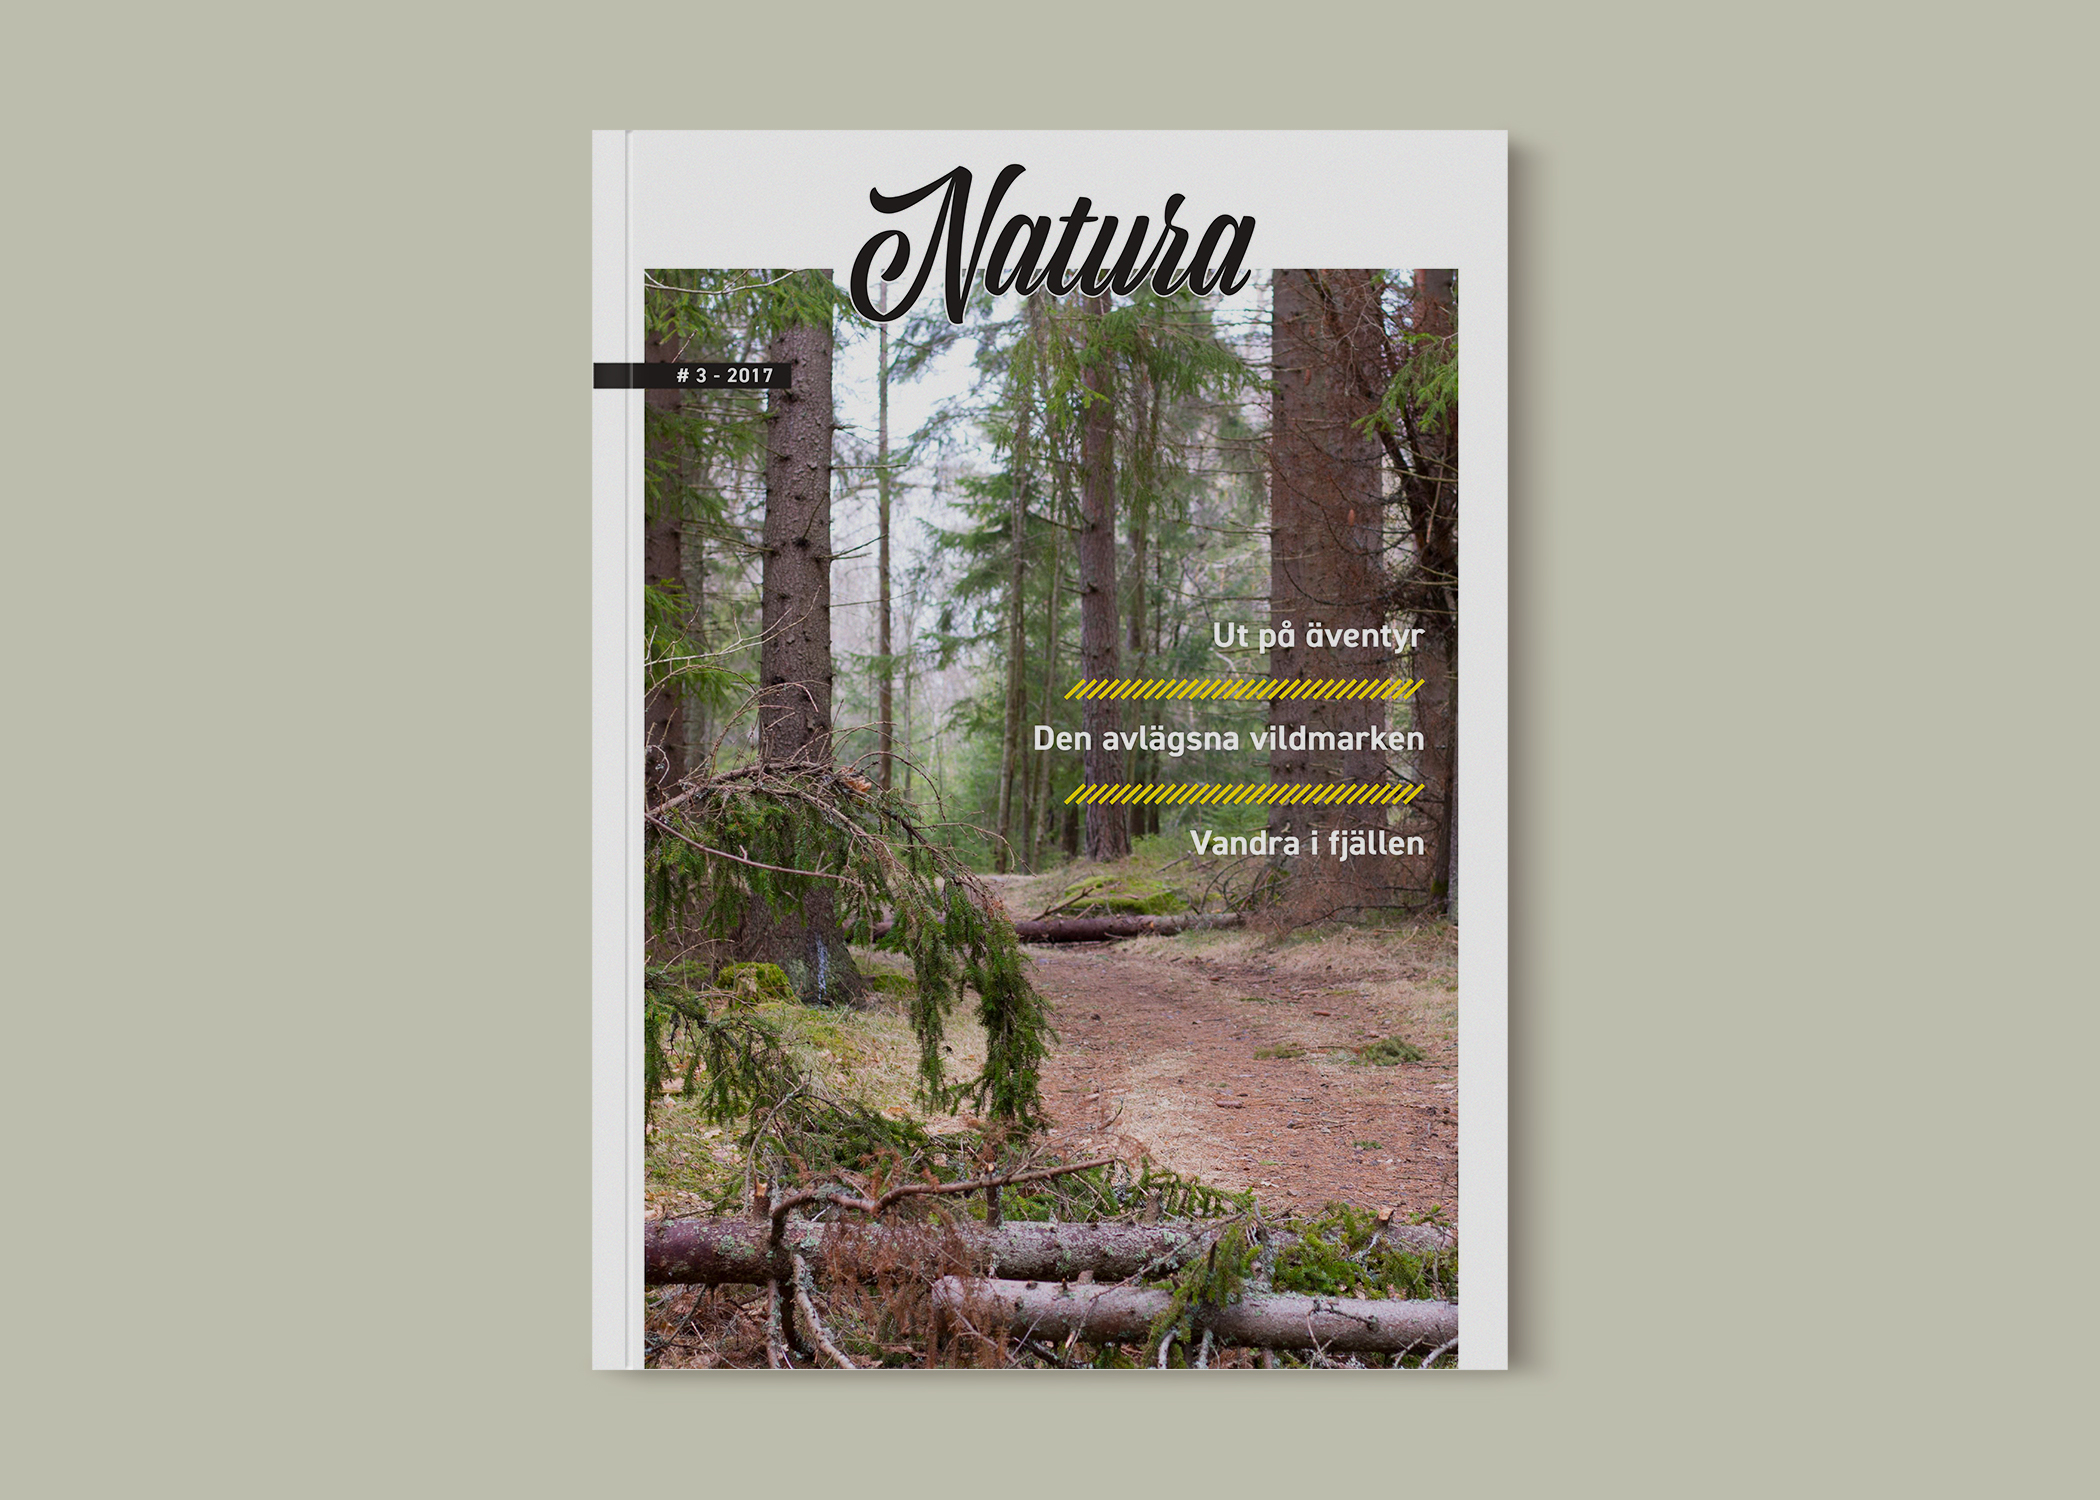 Natura
# 3 - 2017
Ut på äventyr
Den avlägsna vildmarken
Vandra i fjällen